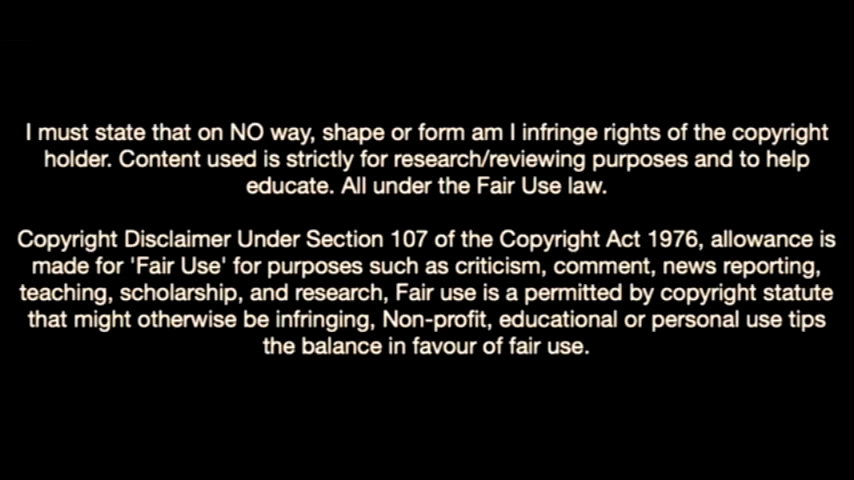 I must state that on NO way, shape or form am I infringe rights of the copyright
holder. Content used is strictly for research/reviewing purposes and to help
educate. All under the Fair Use law.
Copyright Disclaimer Under Section 107 of the Copyright Act 1976, allowance is
made for 'Fair Use' for purposes such as criticism, comment, news reporting,
teaching, scholarship, and research, Fair use is a permitted by copyright statute
that might otherwise be infringing, Non-profit, educational or personal use tips
the balance in favour of fair use.